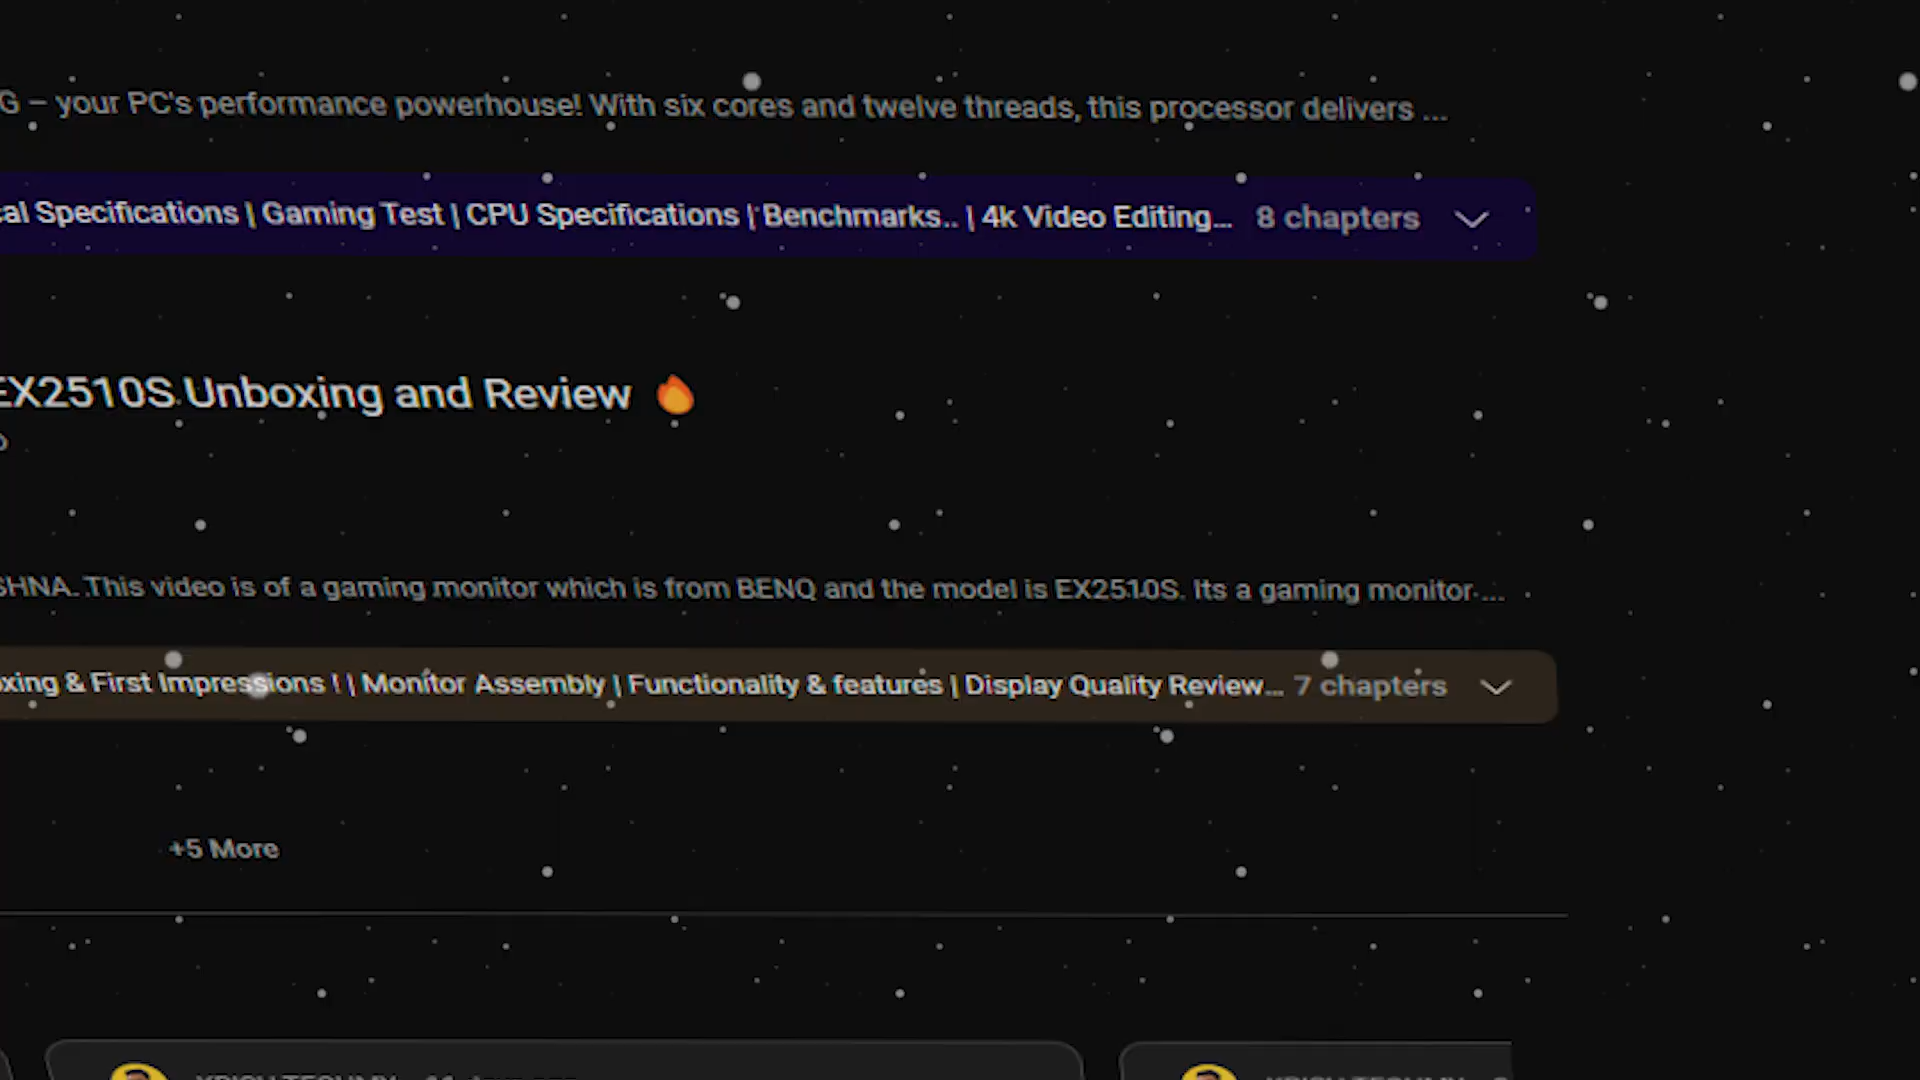 G – your PC's performance powerhouse! With six cores and twelve threads, this processor delivers ...
cal Specifications | Gaming Test | CPU Specifications | Benchmarks.. | 4k Video Editing... 8 chapters
EX2510S Unboxing and Review
SHNA. This video is of a gaming monitor which is from BENQ and the model is EX2510S. Its a gaming monitor ...
xing & First Impressions ! | Monitor Assembly | Functionality & features | Display Quality Review... 7 chapters
+5 More